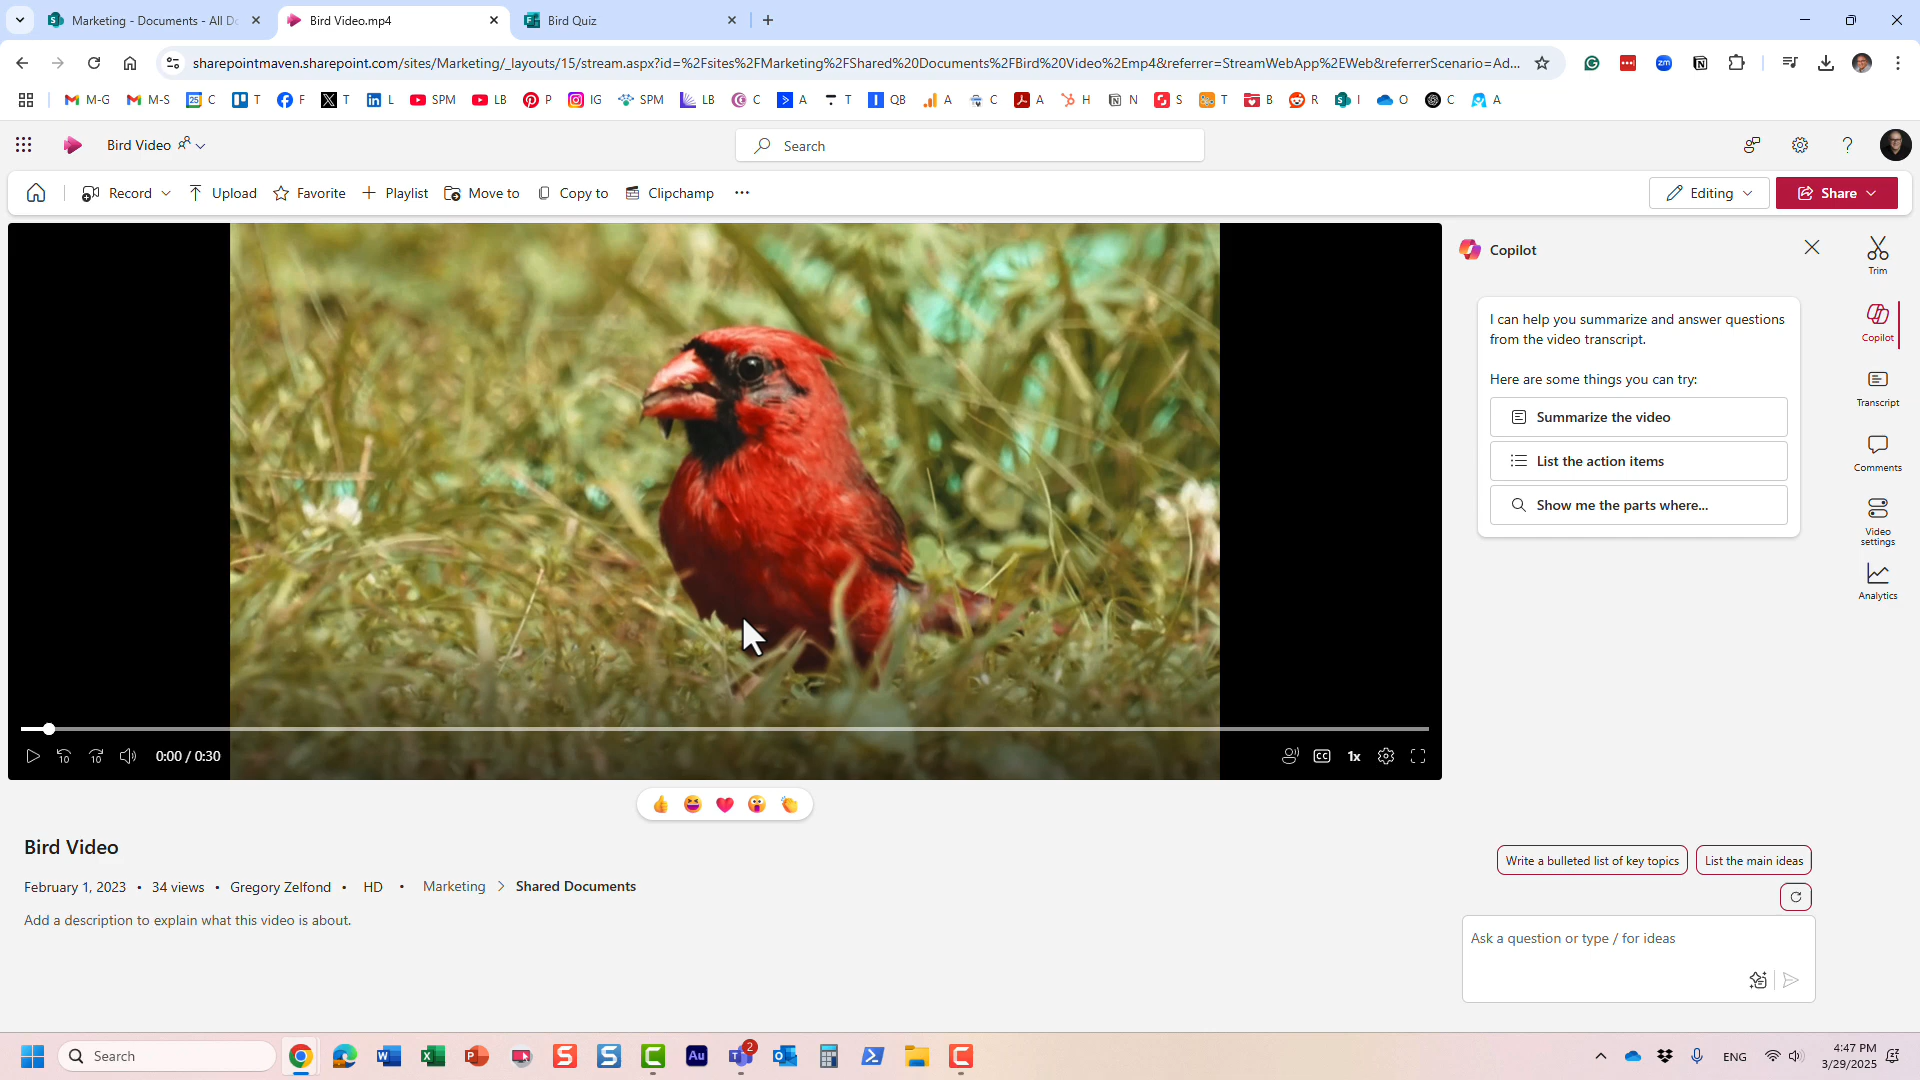 Marketing - Documents - All Do
Bird Video.mp4
Bird Quiz
sharepointmaven.sharepoint.com/sites/Marketing/_layouts/15/stream.aspx?id=%2Fsites%2FMarketing%2FShared%20Documents%2FBird%20Video%2Emp4&referrer=StreamWebApp%2EWeb&referrerScenario=Ad...
M-G
M-S
C
T
F
T
L
SPM
LB
P
IG
SPM
LB
C
A
T
QB
A
C
A
H
N
S
T
B
R
I
O
C
A
Bird Video
Search
Record
Upload
Favorite
Playlist
Move to
Copy to
Clipchamp
Editing
Share
Copilot
I can help you summarize and answer questions
from the video transcript.
Here are some things you can try:
Summarize the video
List the action items
Show me the parts where...
Trim
Copilot
Transcript
Comments
Video
settings
Analytics
10
10
0:00 / 0:30
CC
1x
Bird Video
February 1, 2023 • 34 views • Gregory Zelfond • HD • Marketing > Shared Documents
Add a description to explain what this video is about.
Write a bulleted list of key topics
List the main ideas
Ask a question or type / for ideas
Search
2
ENG
4:47 PM
3/29/2025